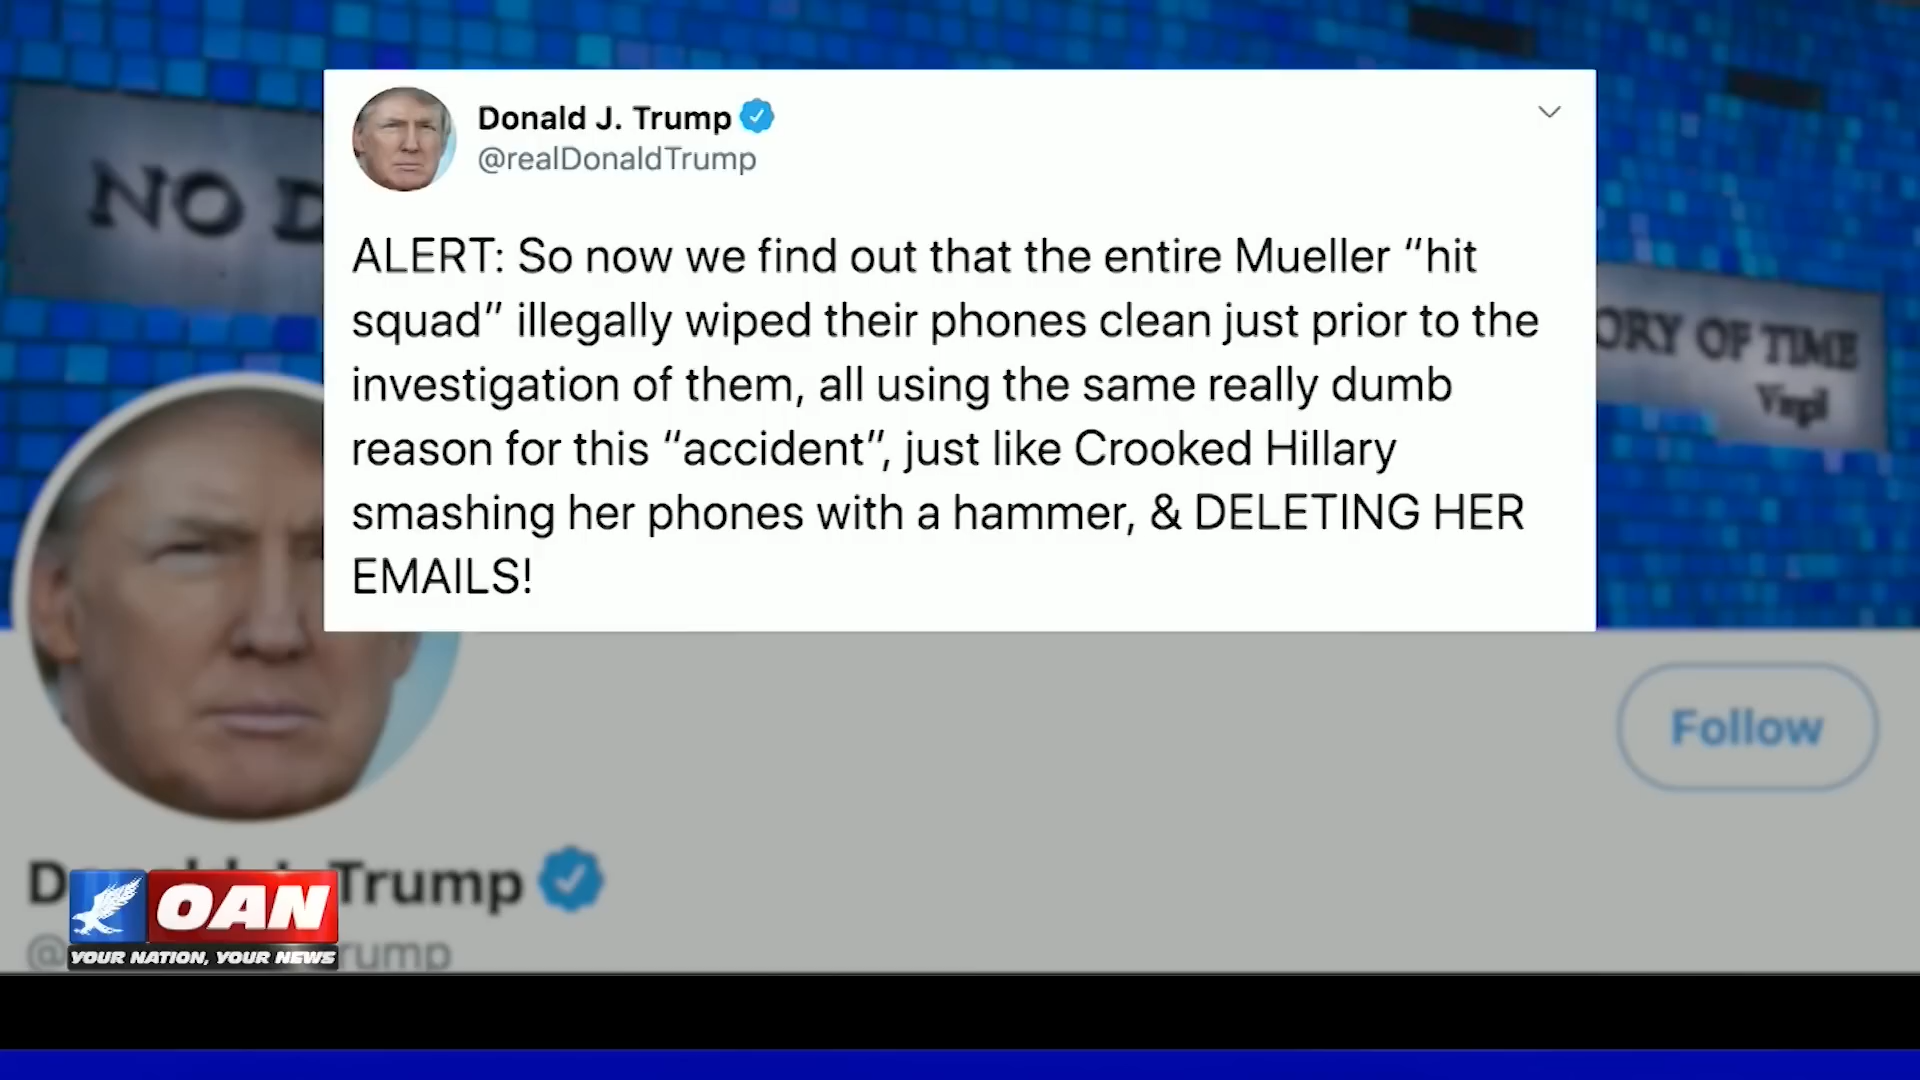 Donald J. Trump
@realDonaldTrump
ALERT: So now we find out that the entire Mueller “hit
squad” illegally wiped their phones clean just prior to the
investigation of them, all using the same really dumb
reason for this “accident”, just like Crooked Hillary
smashing her phones with a hammer, & DELETING HER
EMAILS!
NO D
ORY OF TIME
Virgil
Follow
Trump
rump
OAN
YOUR NATION, YOUR NEWS